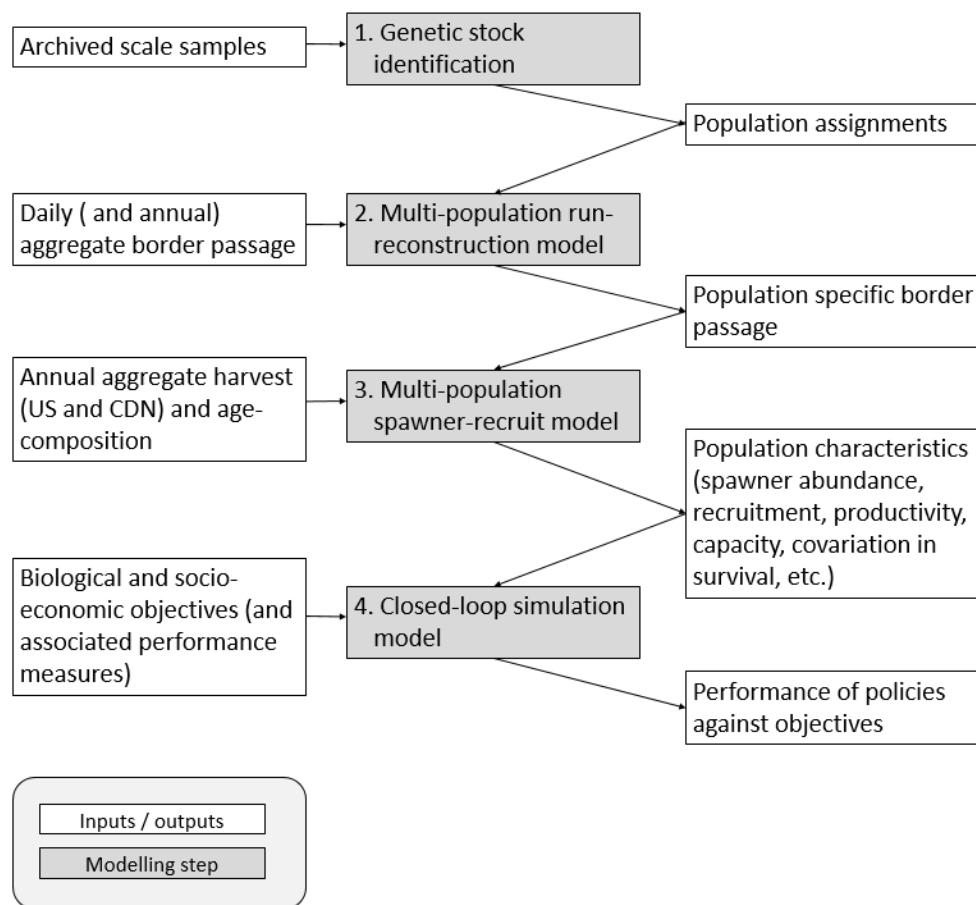 Archived scale samples
1. Genetic stock
identification
Population assignments
Daily ( and annual)
aggregate border passage
2. Multi-population run-
reconstruction model
Population specific border
passage
Annual aggregate harvest
(US and CDN) and age-
composition
3. Multi-population
spawner-recruit model
Population characteristics
(spawner abundance,
recruitment, productivity,
capacity, covariation in
survival, etc.)
Biological and socio-
economic objectives (and
associated performance
measures)
4. Closed-loop simulation
model
Performance of policies
against objectives
Inputs / outputs
Modelling step